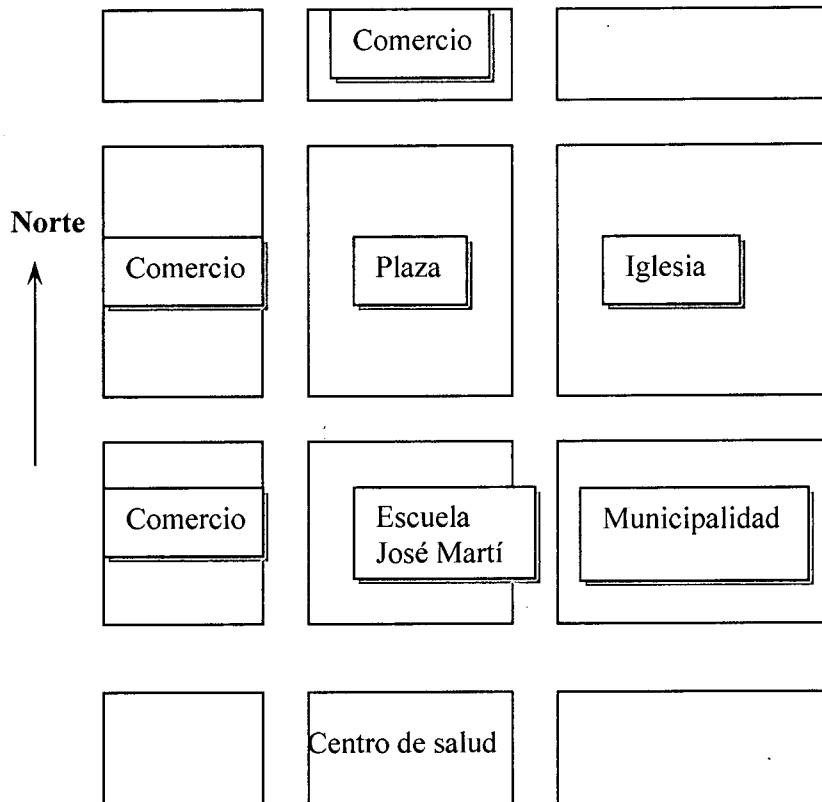 Comercio
Norte
Comercio
Plaza
Iglesia
Comercio
Escuela
José Martí
Municipalidad
Centro de salud